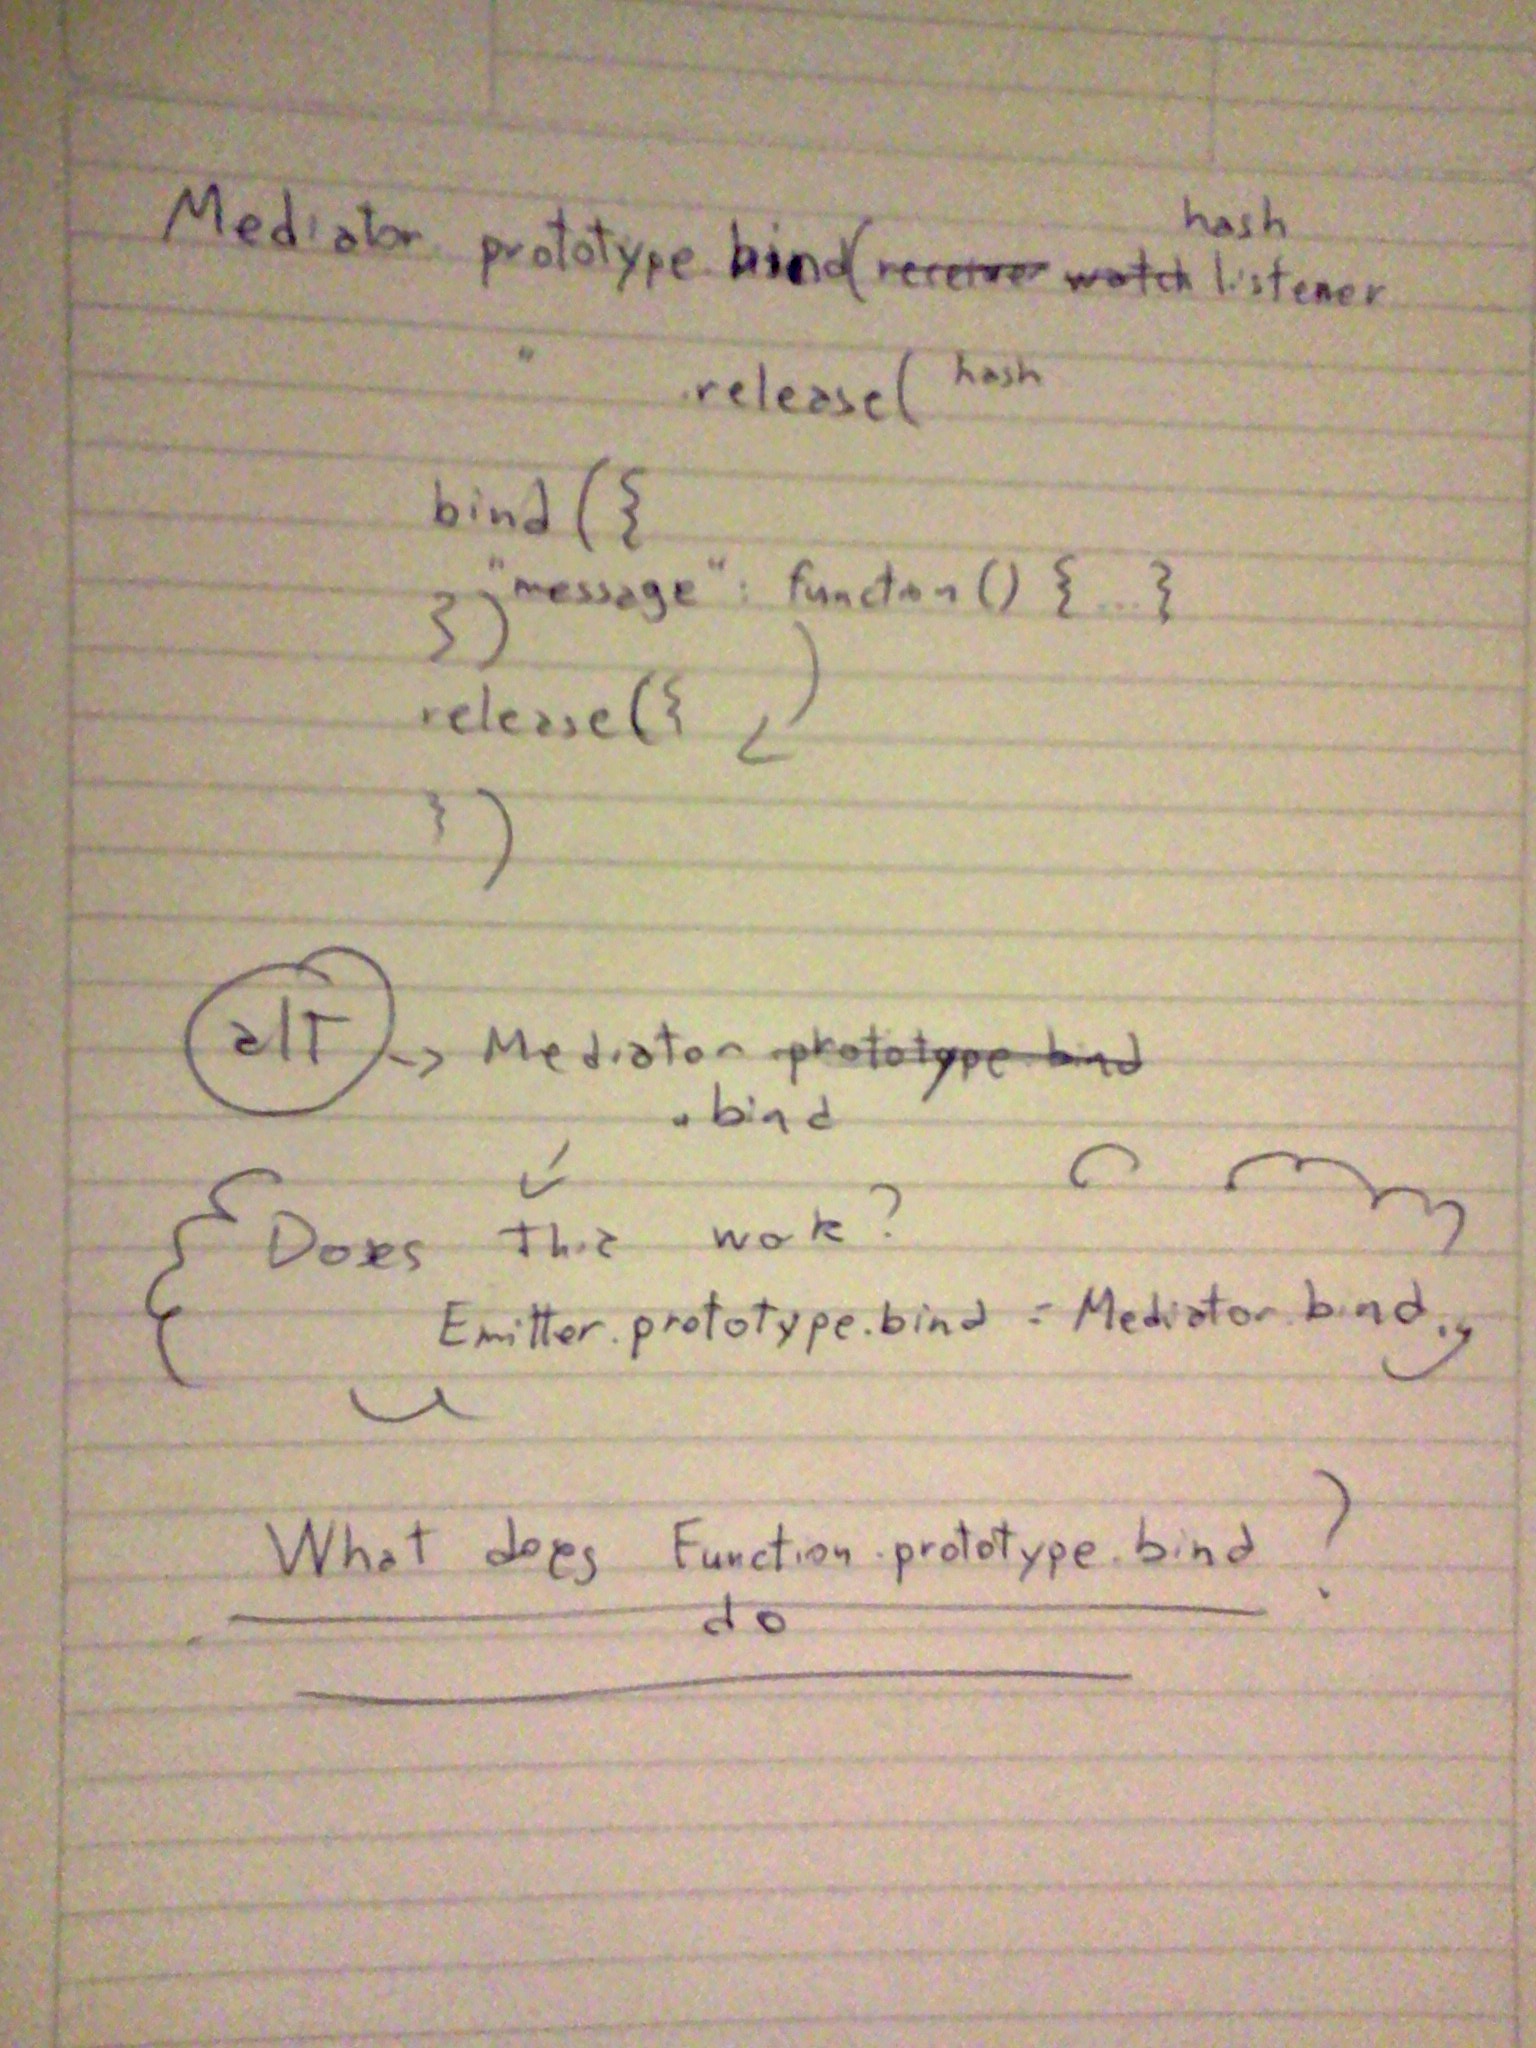 hash
Mediator prototype.bind(receiver watch listener
" .release( hash
bind({
"message": function() {...}
})
release({
})
alt -> Mediator prototype.bind
.bind
Does this work?
Emitter.prototype.bind = Mediator.bind;
What does Function.prototype.bind ?
do